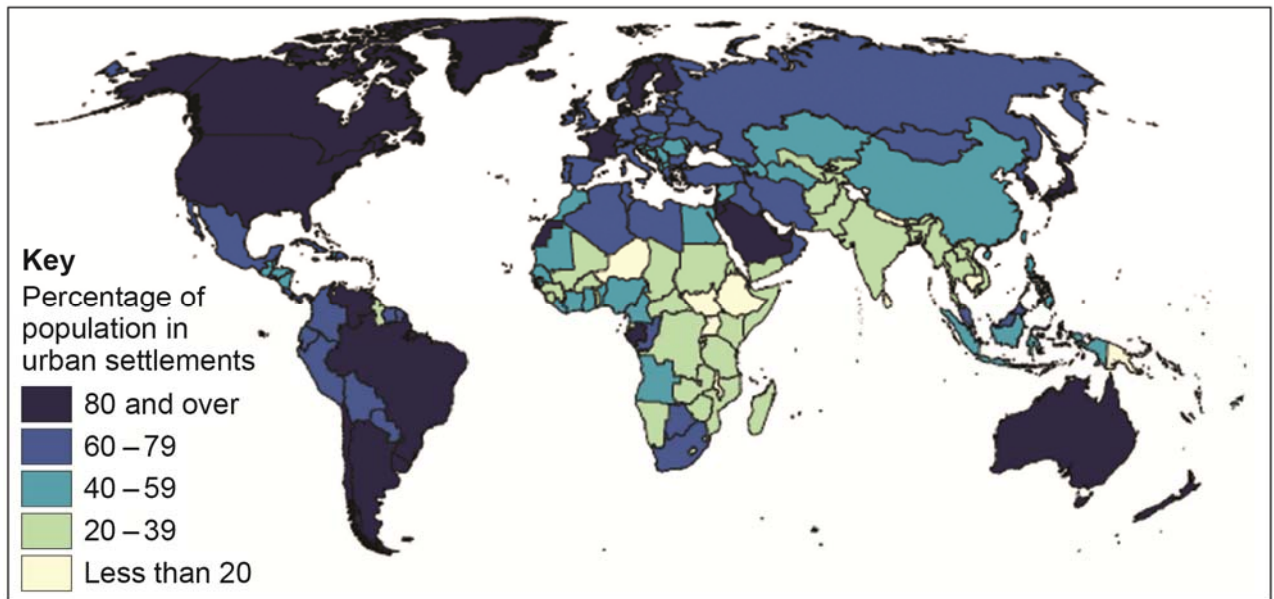 Key
Percentage of
population in
urban settlements
80 and over
60 – 79
40 – 59
20 – 39
Less than 20